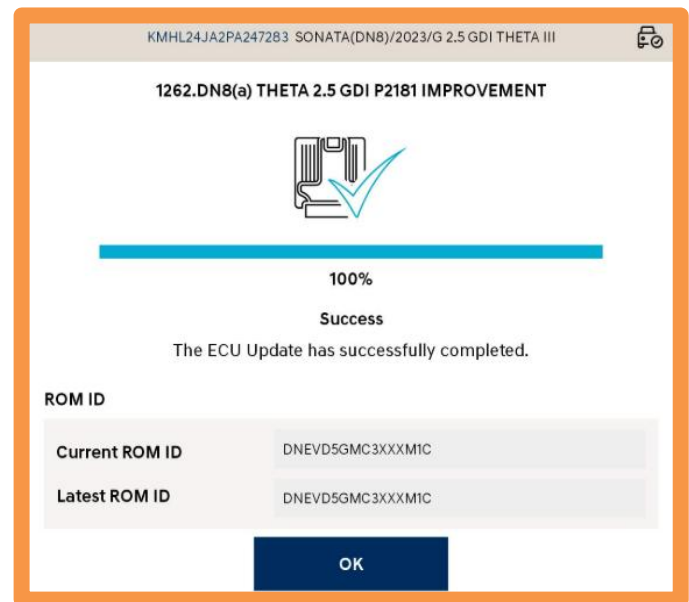 KMHL24JA2PA247283 SONATA(DN8)/2023/G 2.5 GDI THETA III
1262.DN8(a) THETA 2.5 GDI P2181 IMPROVEMENT
100%
Success
The ECU Update has successfully completed.
ROM ID
Current ROM ID DNEVD5GMC3XXXM1C
Latest ROM ID DNEVD5GMC3XXXM1C
OK